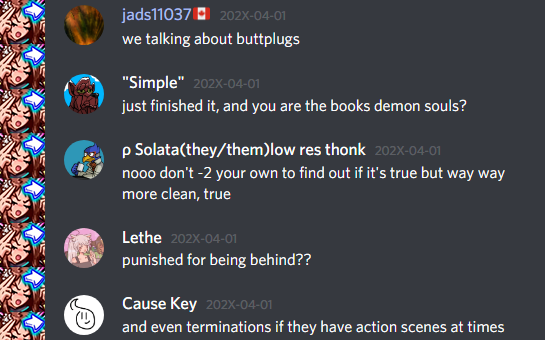 jads11037🇨🇦 202X-04-01
we talking about buttplugs
"Simple" 202X-04-01
just finished it, and you are the books demon souls?
ρ Solata(they/them)low res thonk 202X-04-01
nooo don't -2 your own to find out if it's true but way way
more clean, true
Lethe 202X-04-01
punished for being behind??
Cause Key 202X-04-01
and even terminations if they have action scenes at times